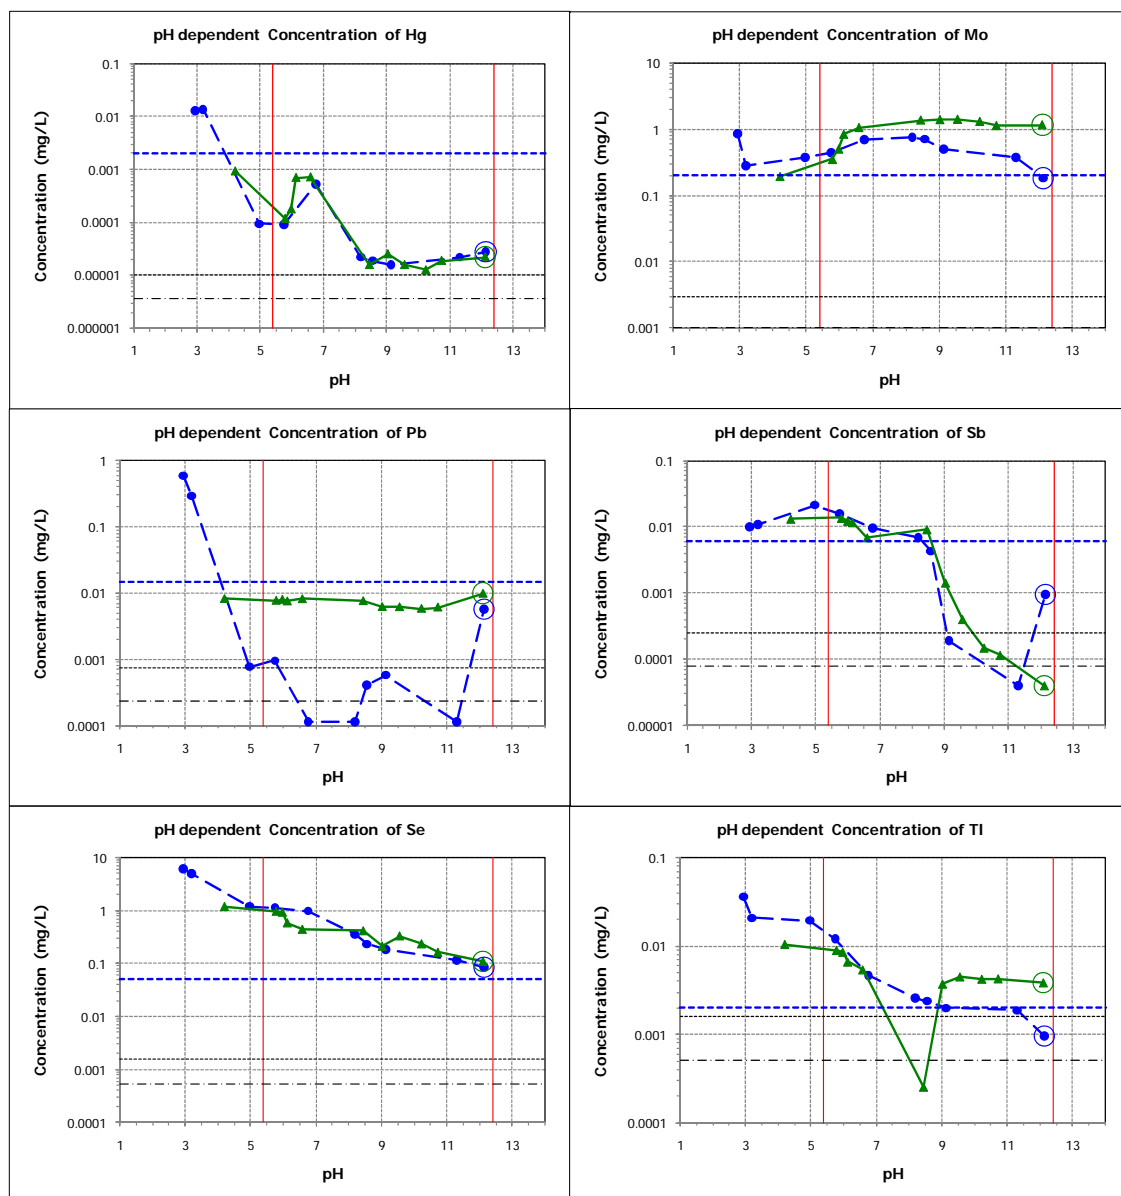 pH dependent Concentration of Hg
Concentration (mg/L)
0.1
0.01
0.001
0.0001
0.00001
0.000001
1 3 5 7 9 11 13
pH
pH dependent Concentration of Mo
Concentration (mg/L)
10
1
0.1
0.01
0.001
1 3 5 7 9 11 13
pH
pH dependent Concentration of Pb
Concentration (mg/L)
1
0.1
0.01
0.001
0.0001
1 3 5 7 9 11 13
pH
pH dependent Concentration of Sb
Concentration (mg/L)
0.1
0.01
0.001
0.0001
0.00001
1 3 5 7 9 11 13
pH
pH dependent Concentration of Se
Concentration (mg/L)
10
1
0.1
0.01
0.001
0.0001
1 3 5 7 9 11 13
pH
pH dependent Concentration of Tl
Concentration (mg/L)
0.1
0.01
0.001
0.0001
1 3 5 7 9 11 13
pH